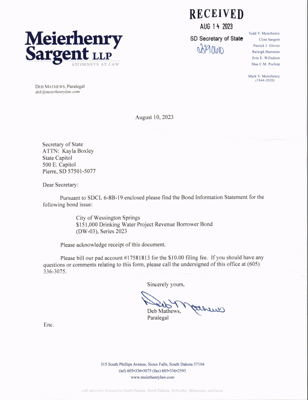 Meierhenry
Sargent LLP
ATTORNEYS AT LAW
RECEIVED
AUG 14 2023
SD Secretary of State
Todd V. Meierhenry
Clint Sargent
Patrick J. Glover
Raleigh Hansman
Erin E. Willadsen
Mark V. Meierhenry
(1944-2020)
DEB MATHEWS, Paralegal
deb@meierhenrylaw.com
August 10, 2023
Secretary of State
ATTN: Kayla Boxley
State Capitol
500 E. Capitol
Pierre, SD 57501-5077
Dear Secretary:
Pursuant to SDCL 6-8B-19 enclosed please find the Bond Information Statement for the
following bond issue:
City of Wessington Springs
$151,000 Drinking Water Project Revenue Borrower Bond
(DW-03), Series 2023
Please acknowledge receipt of this document.
Please bill our pad account #17581813 for the $10.00 filing fee. If you should have any
questions or comments relating to this form, please call the undersigned of this office at (605)
336-3075.
Sincerely yours,
Deb Mathews
Deb Mathews,
Paralegal
Enc.
315 South Phillips Avenue, Sioux Falls, South Dakota 57104
(tel) 605•336•3075 (fax) 605•336•2593
www.meierhenrylaw.com